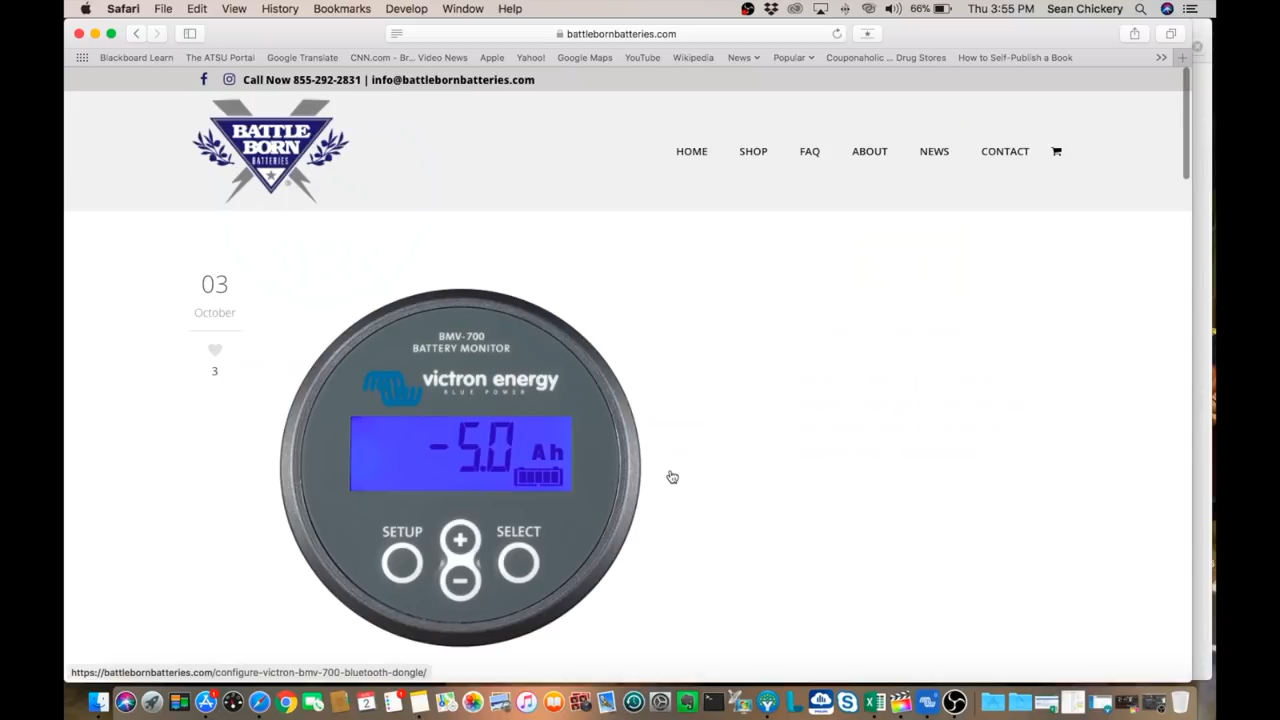 Safari File Edit View History Bookmarks Develop Window Help 66% Thu 3:55 PM Sean Chickery
battlebornbatteries.com
Blackboard Learn The ATSU Portal Google Translate CNN.com - Br... Video News Yahoo! Apple Google Maps YouTube Wikipedia News Popular Couponaholic ... Drug Stores How to Self-Publish a Book
Call Now 855-292-2831 | info@battlebornbatteries.com
BATTLE
BORN
BATTERIES
HOME SHOP FAQ ABOUT NEWS CONTACT
03
October
3
BMV-700
BATTERY MONITOR
victron energy
BLUE POWER
-5.0 Ah
SETUP SELECT
+
-
https://battlebornbatteries.com/configure-victron-bmv-700-bluetooth-dongle/